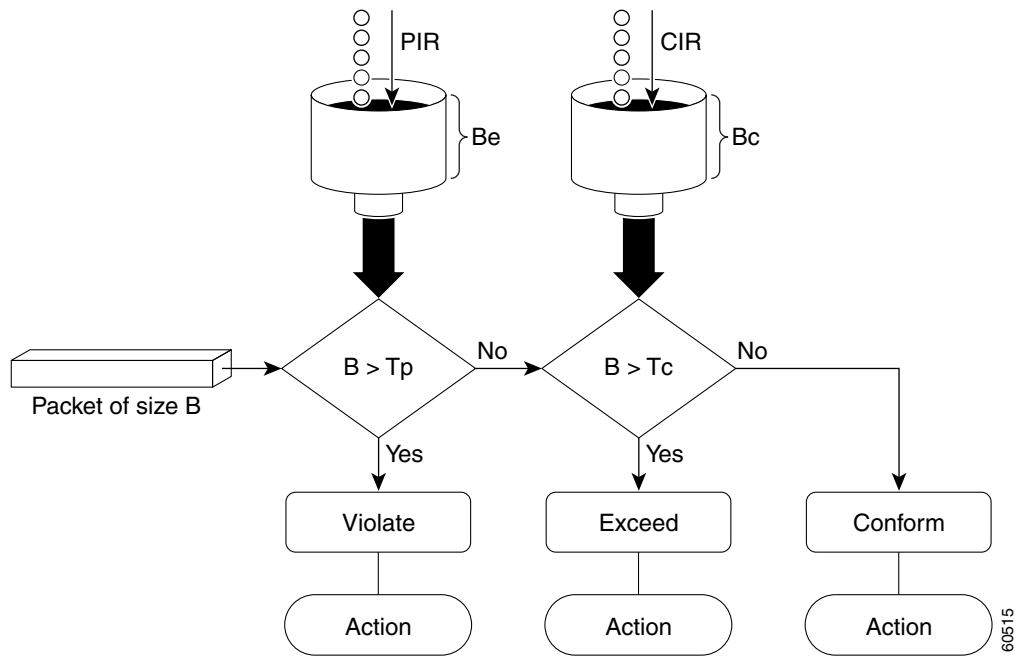 PIR
CIR
Be
Bc
B > Tp
No
B > Tc
No
Packet of size B
Yes
Yes
Violate
Exceed
Conform
Action
Action
Action
60515